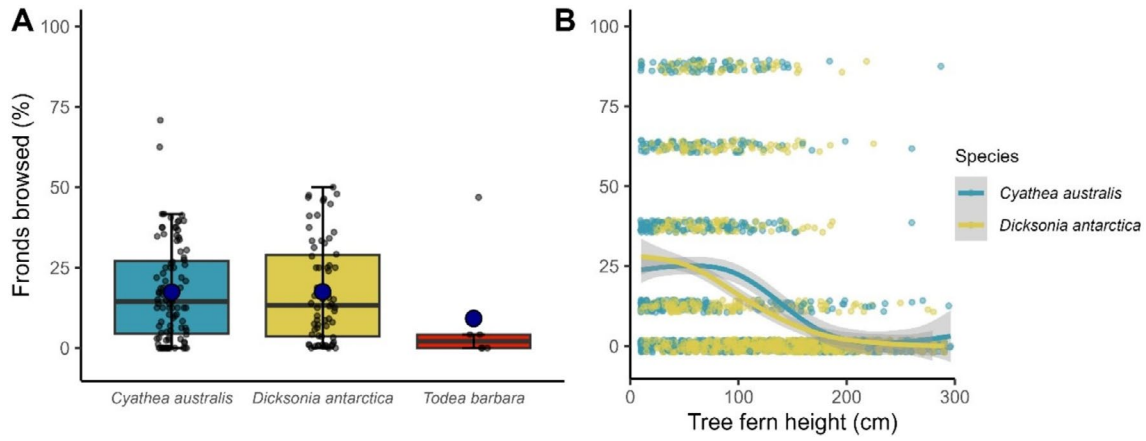 A
Fronds browsed (%)
100
75
50
25
0
Cyathea australis
Dicksonia antarctica
Todea barbara
B
100
75
50
25
0
0
100
200
300
Tree fern height (cm)
Species
Cyathea australis
Dicksonia antarctica